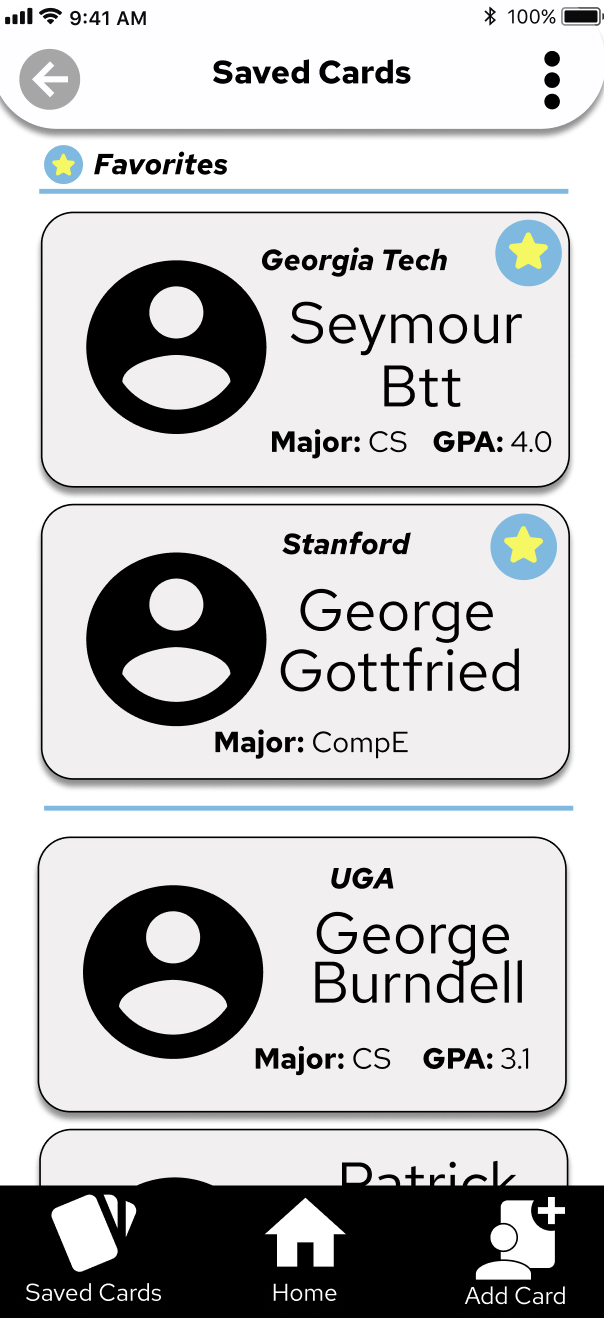 9:41 AM 100%
Saved Cards
Favorites
Georgia Tech
Seymour
Btt
Major: CS GPA: 4.0
Stanford
George
Gottfried
Major: CompE
UGA
George
Burndell
Major: CS GPA: 3.1
Patrick
Saved Cards Home Add Card